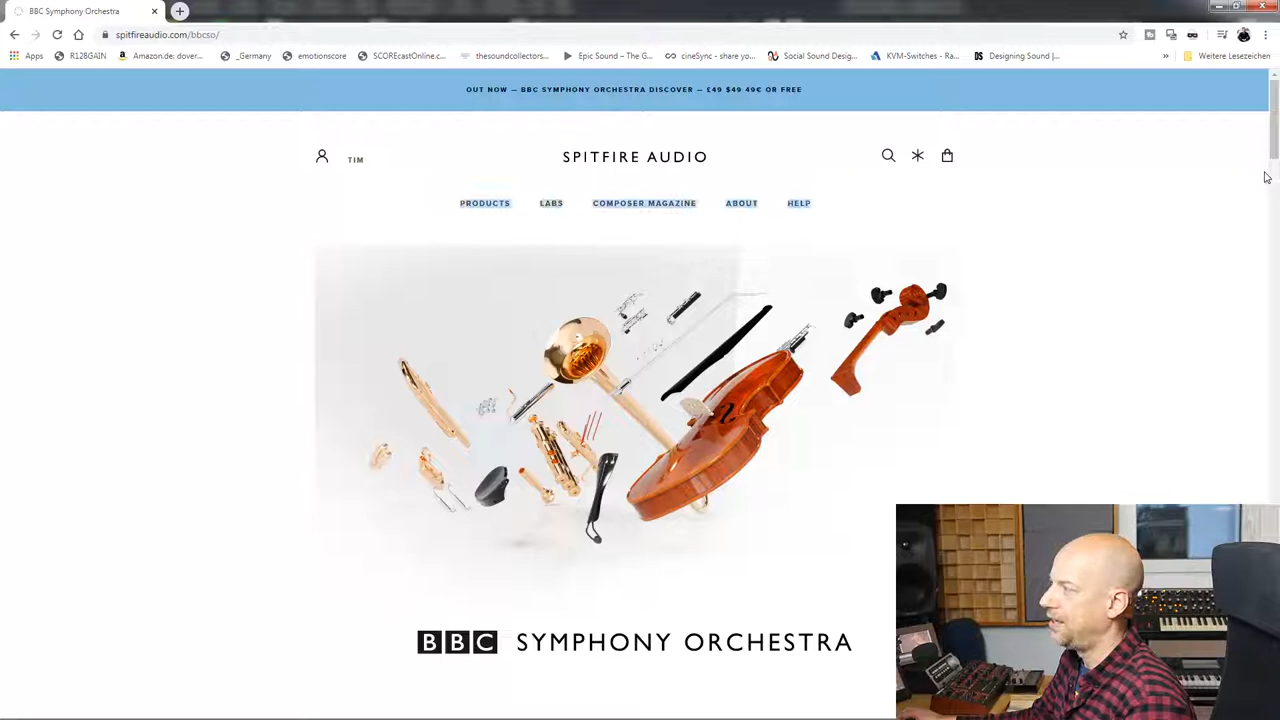 BBC Symphony Orchestra
spitfireaudio.com/bbcso/
Apps R128GAIN Amazon.de: dover... _Germany emotionscore SCOREcastOnline.c... thesoundcollectors... Epic Sound – The G... cineSync - share yo... Social Sound Desig... KVM-Switches - Ra... Designing Sound |... » Weitere Lesezeichen
OUT NOW — BBC SYMPHONY ORCHESTRA DISCOVER — £49 $49 49€ OR FREE
TIM
SPITFIRE AUDIO
PRODUCTS LABS COMPOSER MAGAZINE ABOUT HELP
BBC SYMPHONY ORCHESTRA